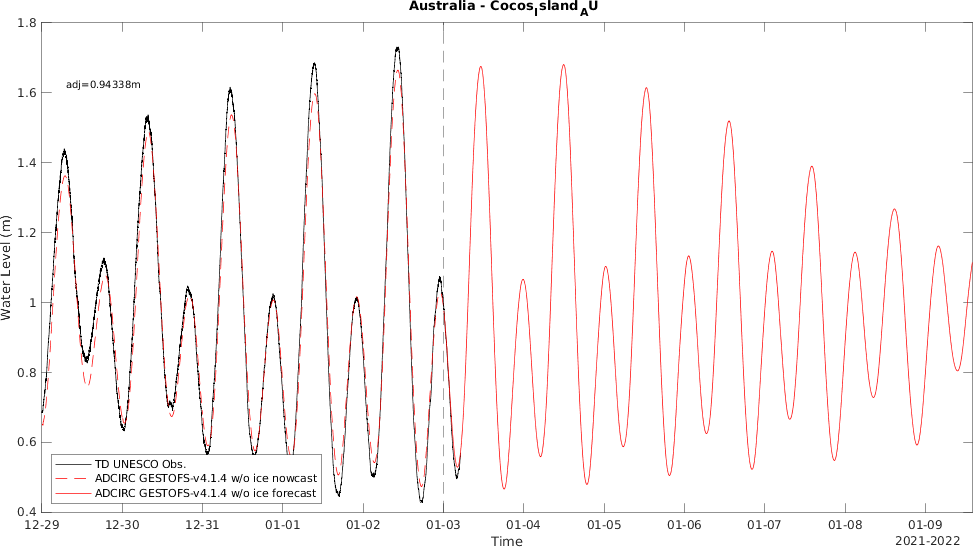 Australia - CocosIslandAU
1.8
adj=0.94338m
1.6
1.4
1.2
Water Level (m)
1
0.8
0.6
TD UNESCO Obs.
ADCIRC GESTOFS-v4.1.4 w/o ice nowcast
ADCIRC GESTOFS-v4.1.4 w/o ice forecast
0.4
12-29 12-30 12-31 01-01 01-02 01-03 01-04 01-05 01-06 01-07 01-08 01-09
Time
2021-2022